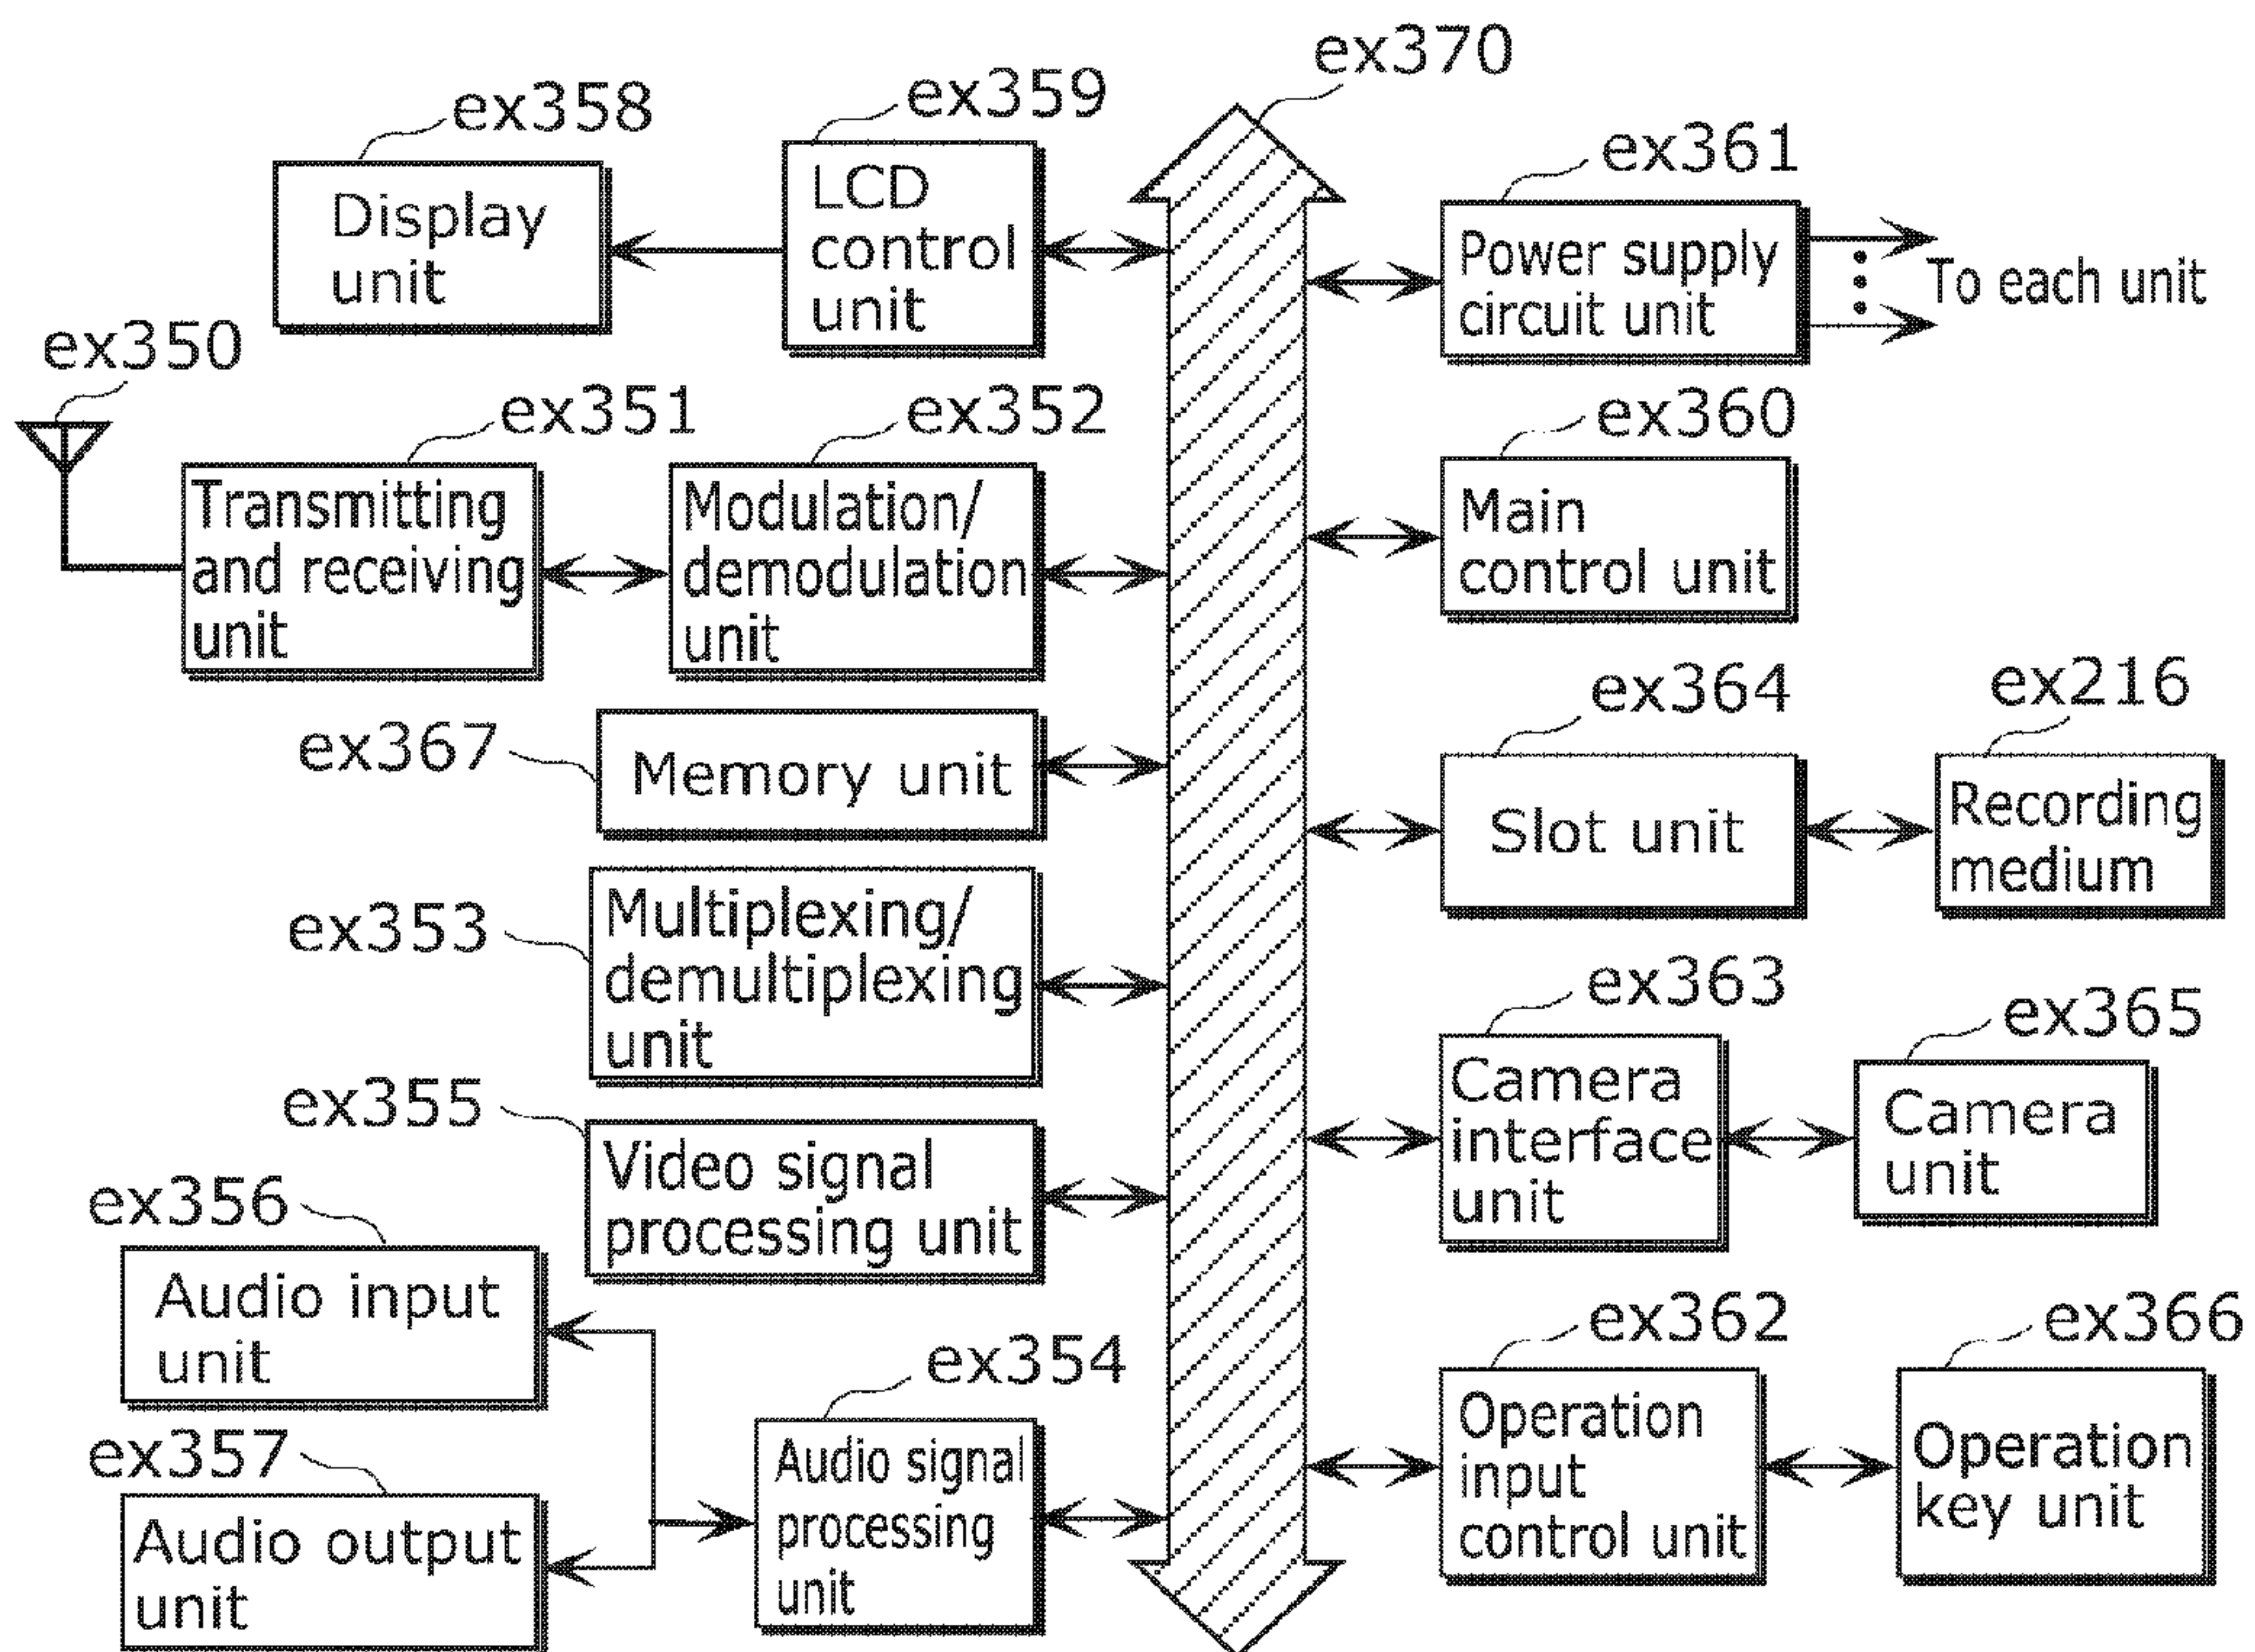 ex370
ex358
ex359
ex361
Display
unit
LCD
control
unit
Power supply
circuit unit
To each unit
ex350
ex351
ex352
ex360
Transmitting
and receiving
unit
Modulation/
demodulation
unit
Main
control unit
ex367
Memory unit
ex364
ex216
Slot unit
Recording
medium
ex353
Multiplexing/
demultiplexing
unit
ex363
ex365
Camera
interface
unit
Camera
unit
ex355
Video signal
processing unit
ex356
Audio input
unit
ex354
ex362
ex366
ex357
Audio output
unit
Audio signal
processing
unit
Operation
input
control unit
Operation
key unit